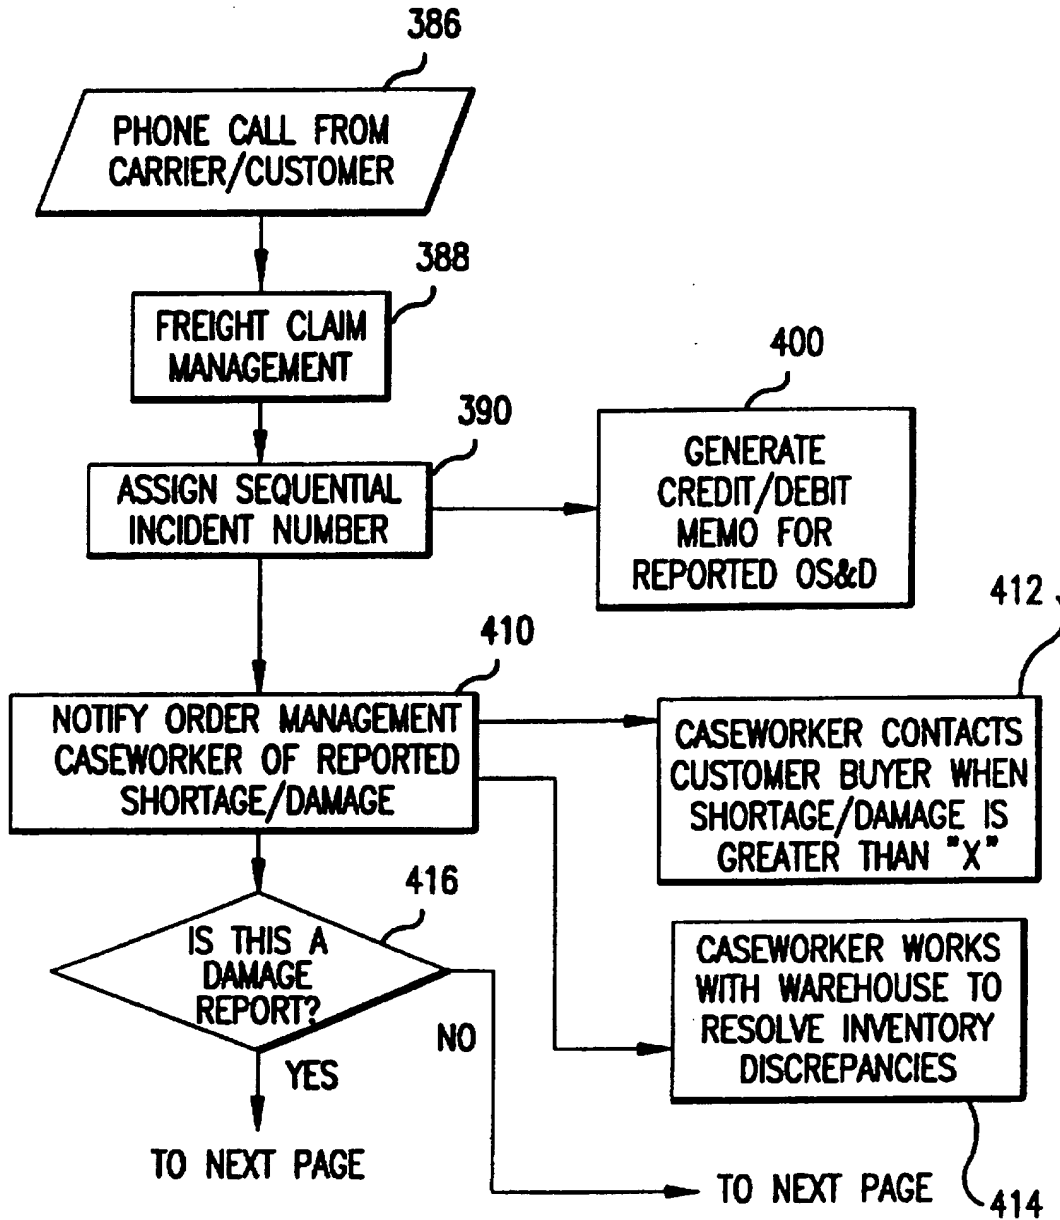 386
PHONE CALL FROM
CARRIER/CUSTOMER
388
FREIGHT CLAIM
MANAGEMENT
390
ASSIGN SEQUENTIAL
INCIDENT NUMBER
400
GENERATE
CREDIT/DEBIT
MEMO FOR
REPORTED OS&D
410
NOTIFY ORDER MANAGEMENT
CASEWORKER OF REPORTED
SHORTAGE/DAMAGE
412
CASEWORKER CONTACTS
CUSTOMER BUYER WHEN
SHORTAGE/DAMAGE IS
GREATER THAN "X"
416
IS THIS A
DAMAGE
REPORT?
NO
YES
CASEWORKER WORKS
WITH WAREHOUSE TO
RESOLVE INVENTORY
DISCREPANCIES
414
TO NEXT PAGE
TO NEXT PAGE